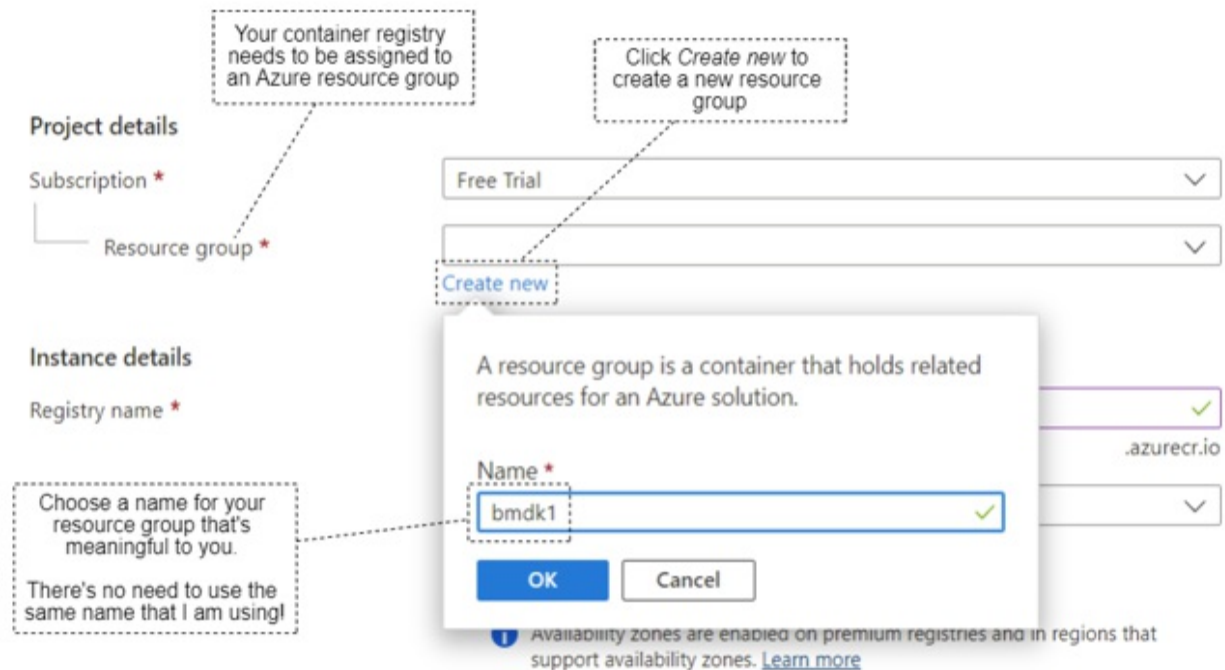 Your container registry
needs to be assigned to
an Azure resource group
Click Create new to
create a new resource
group
Project details
Subscription *
Free Trial
Resource group *
Create new
Instance details
Registry name *
A resource group is a container that holds related
resources for an Azure solution.
.azurecr.io
Name *
bmdk1
Choose a name for your
resource group that's
meaningful to you.
There's no need to use the
same name that I am using!
OK
Cancel
Availability zones are enabled on premium registries and in regions that
support availability zones. Learn more